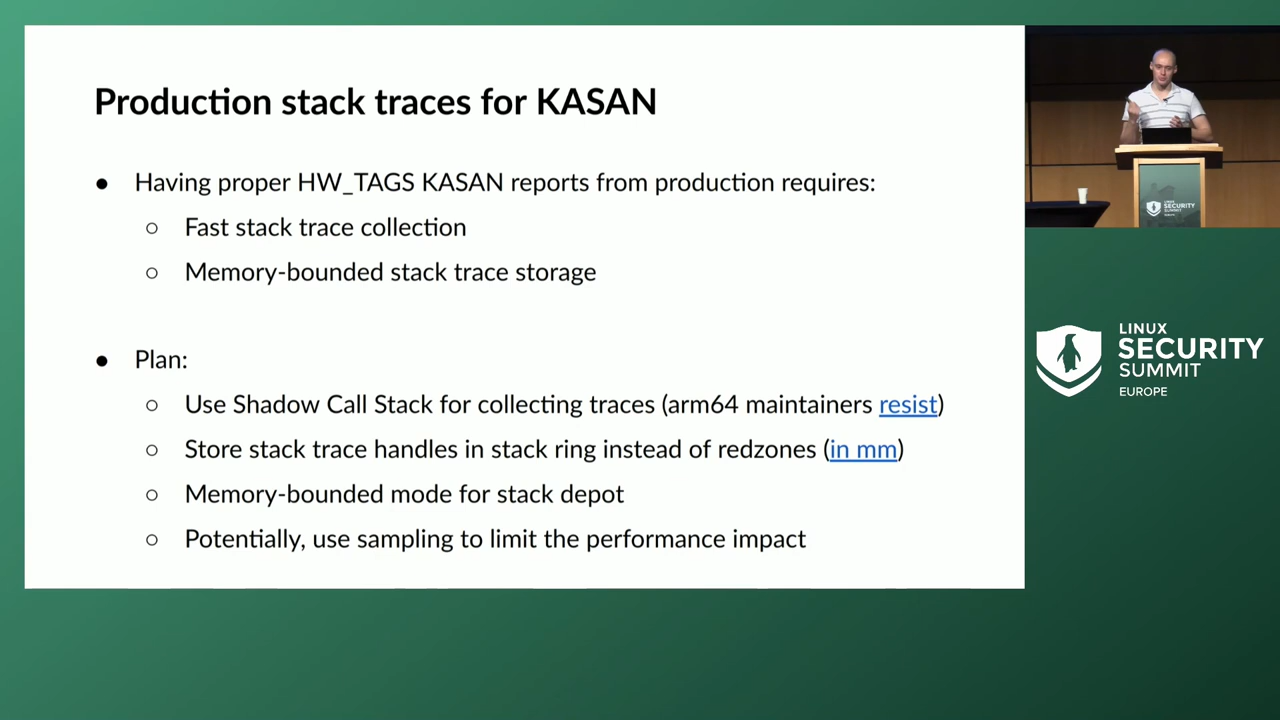 Production stack traces for KASAN
● Having proper HW_TAGS KASAN reports from production requires:
○ Fast stack trace collection
○ Memory-bounded stack trace storage
● Plan:
○ Use Shadow Call Stack for collecting traces (arm64 maintainers resist)
○ Store stack trace handles in stack ring instead of redzones (in mm)
○ Memory-bounded mode for stack depot
○ Potentially, use sampling to limit the performance impact
LINUX
SECURITY
SUMMIT
LINUX
SECURITY
SUMMIT
EUROPE